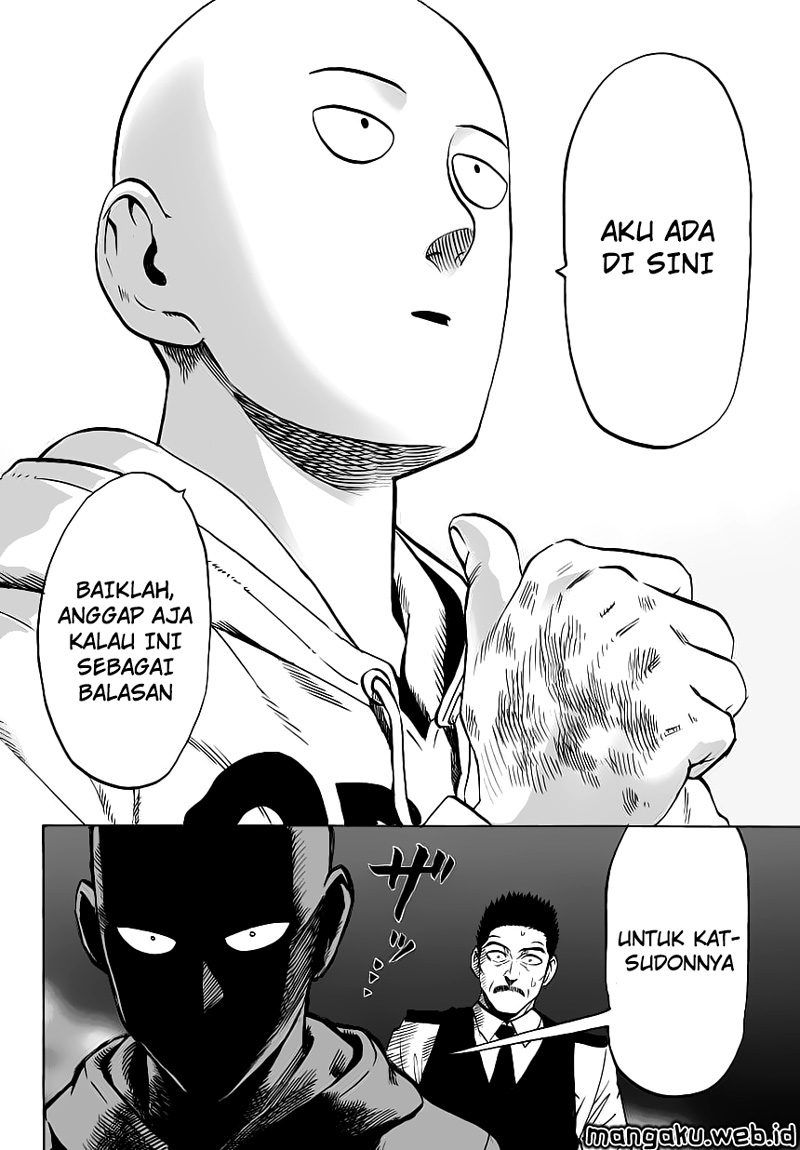 AKU ADA
DI SINI
BAIKLAH,
ANGGAP AJA
KALAU INI
SEBAGAI
BALASAN
ザッ...
UNTUK KAT-
SUDONNYA
mangaku.web.id